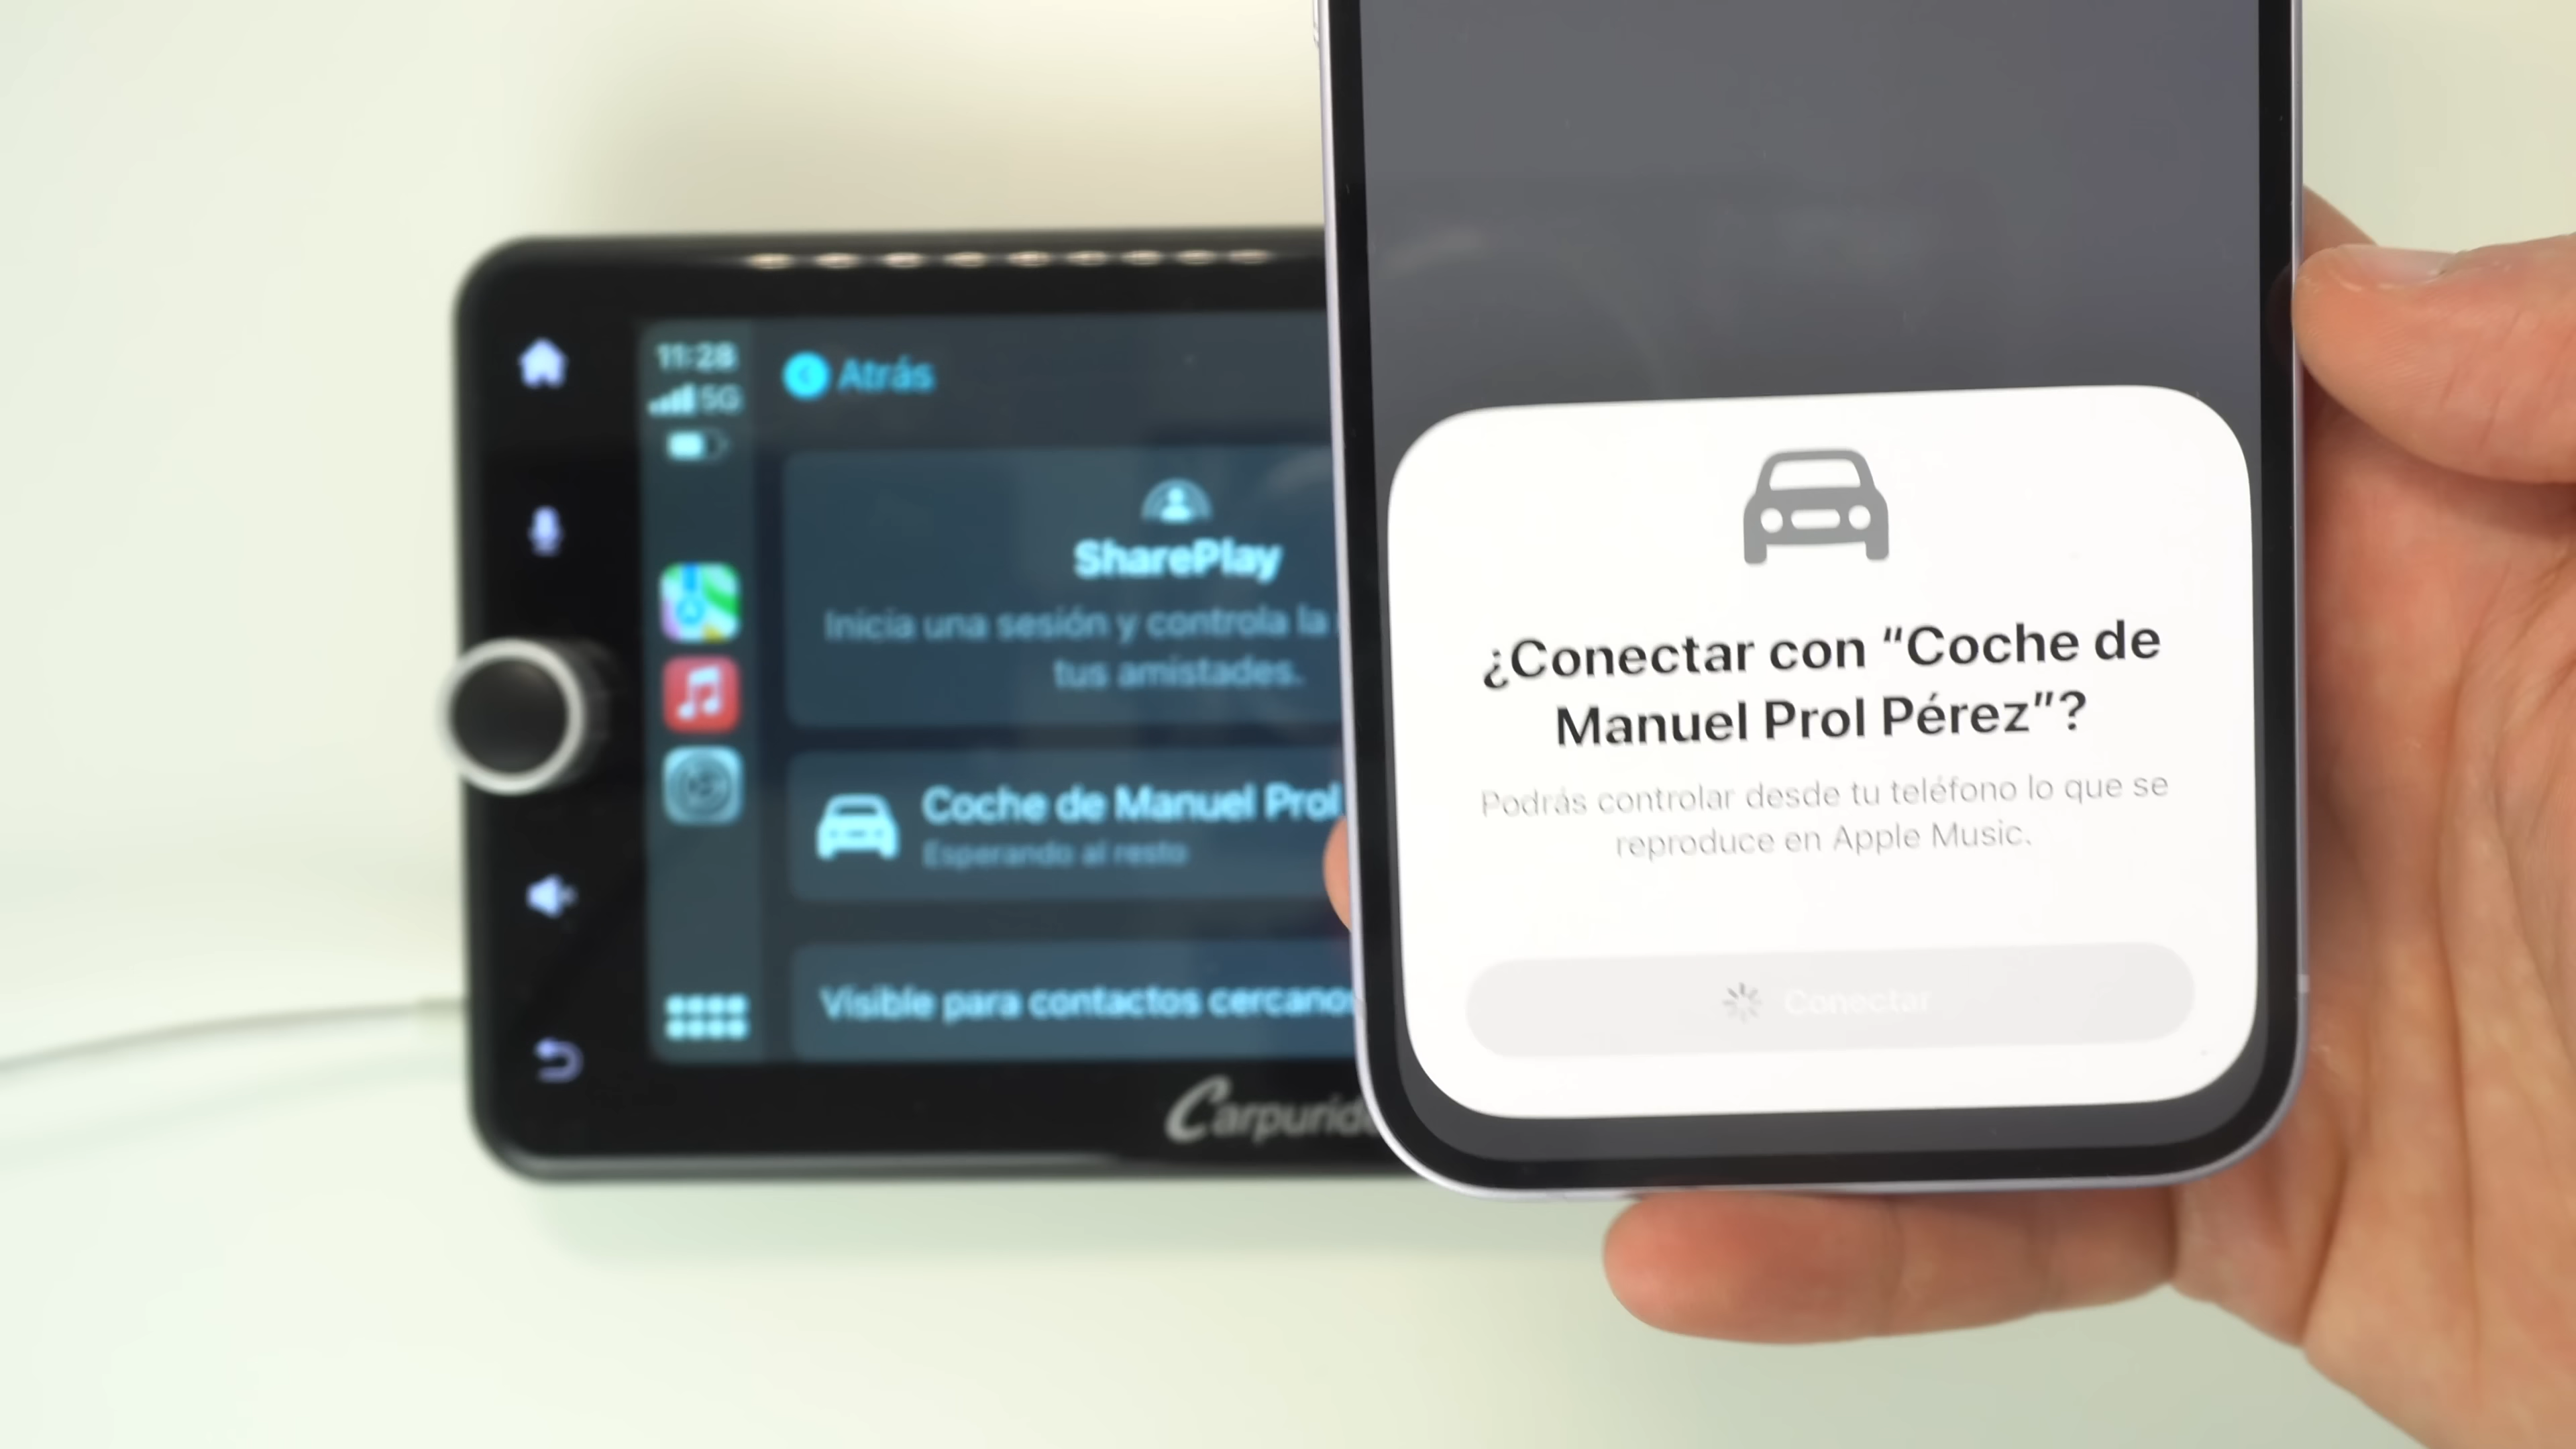 11:28
5G
Atrás
SharePlay
Inicia una sesión y controla la
tus amistades.
Coche de Manuel Prol
Esperando al resto
Visible para contactos cercanos
¿Conectar con “Coche de
Manuel Prol Pérez”?
Podrás controlar desde tu teléfono lo que se
reproduce en Apple Music.
Conectar